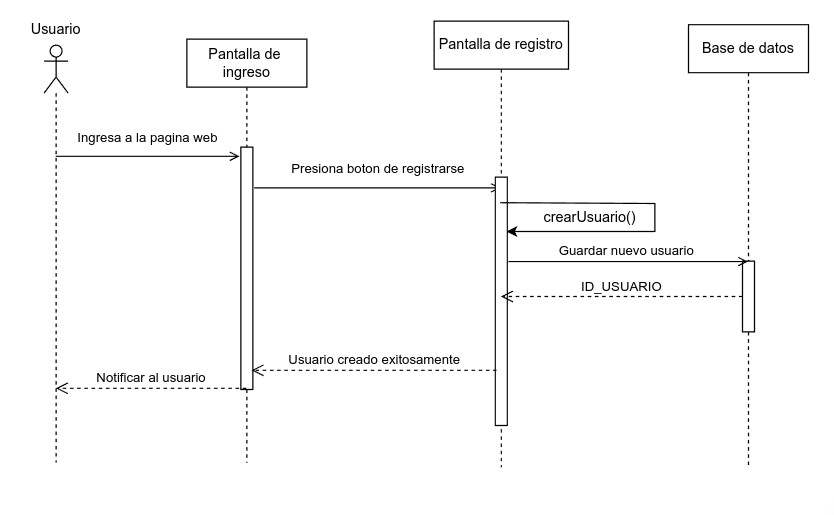 Usuario
Pantalla de
ingreso
Pantalla de registro
Base de datos
Ingresa a la pagina web
Presiona boton de registrarse
crearUsuario()
Guardar nuevo usuario
ID_USUARIO
Usuario creado exitosamente
Notificar al usuario